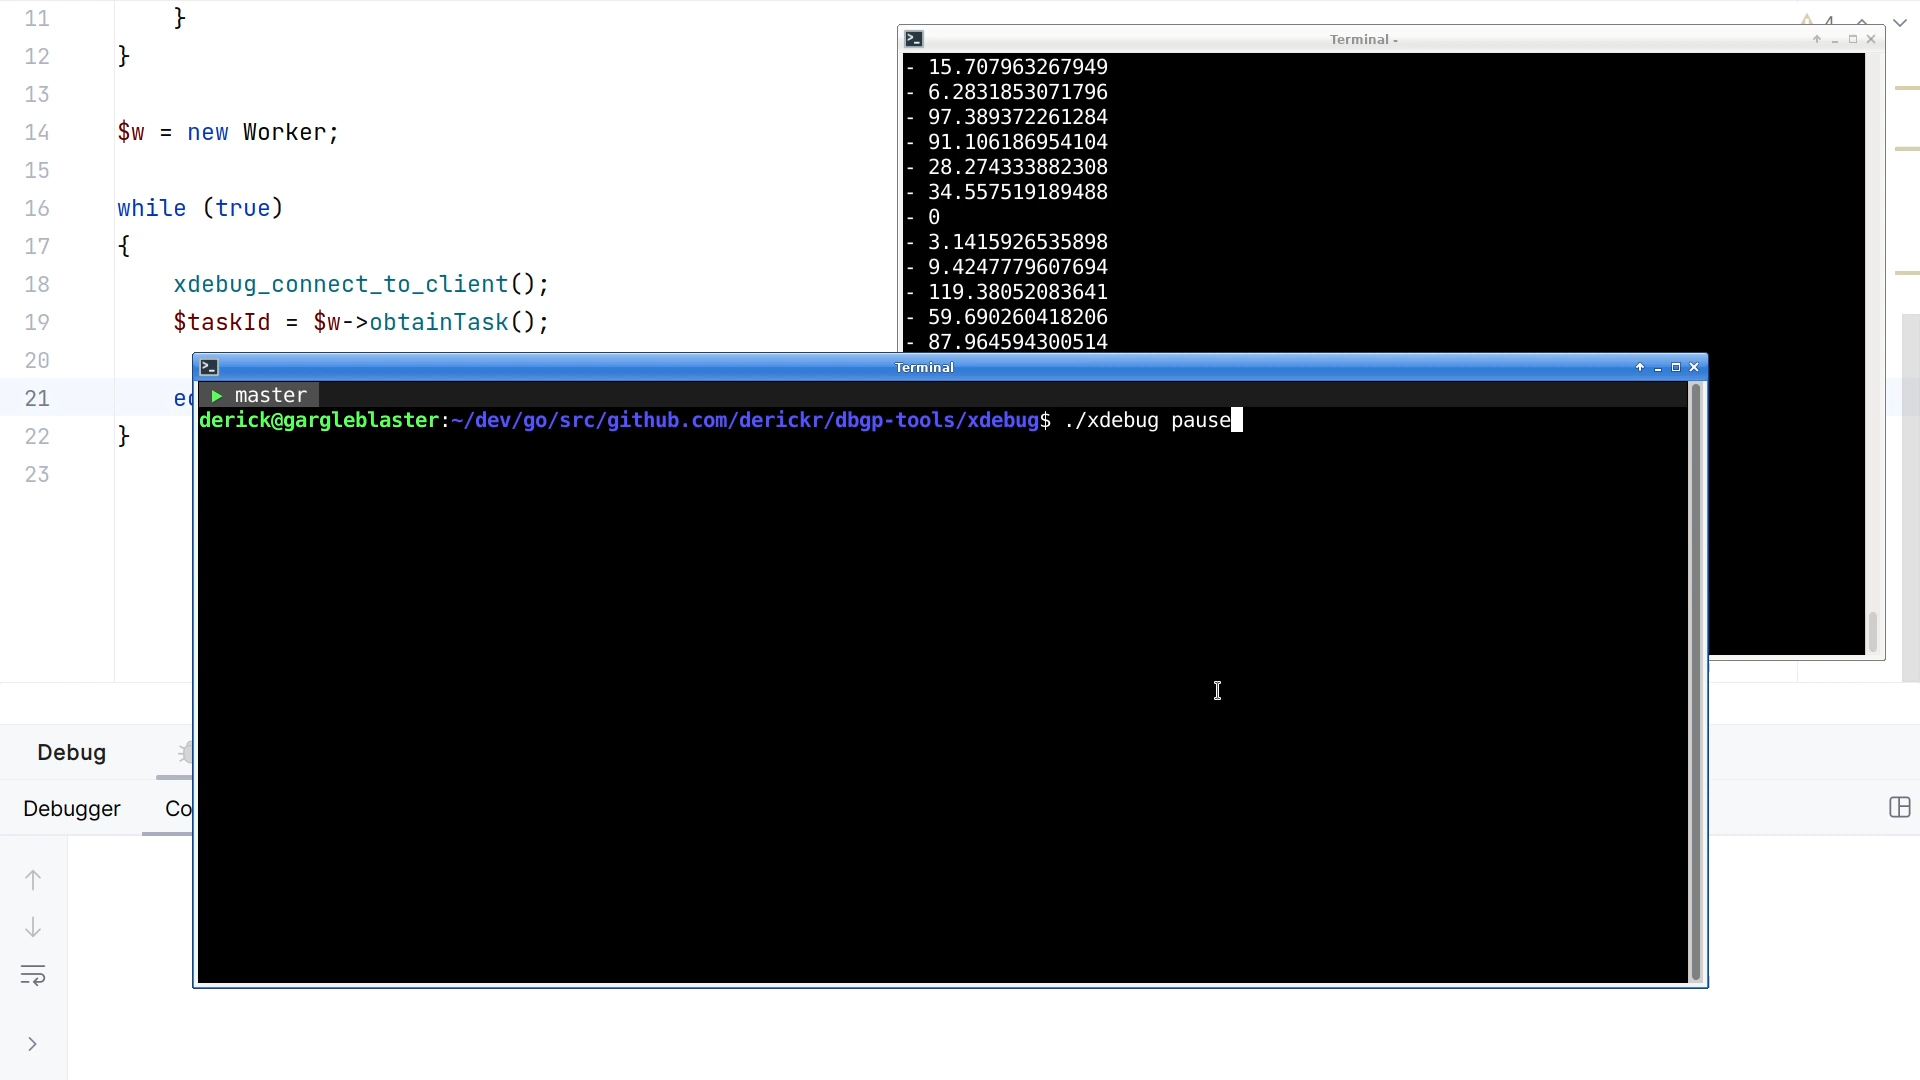 11 }
12 }
13
14 $w = new Worker;
15
16 while (true)
17 {
18 xdebug_connect_to_client();
19 $taskId = $w->obtainTask();
20
21
22 }
23
4
Terminal -
- 15.707963267949
- 6.2831853071796
- 97.389372261284
- 91.106186954104
- 28.274333882308
- 34.557519189488
- 0
- 3.1415926535898
- 9.4247779607694
- 119.38052083641
- 59.690260418206
- 87.964594300514
Terminal
master
derick@gargleblaster:~/dev/go/src/github.com/derickr/dbgp-tools/xdebug$ ./xdebug pause
Debug
Debugger Co